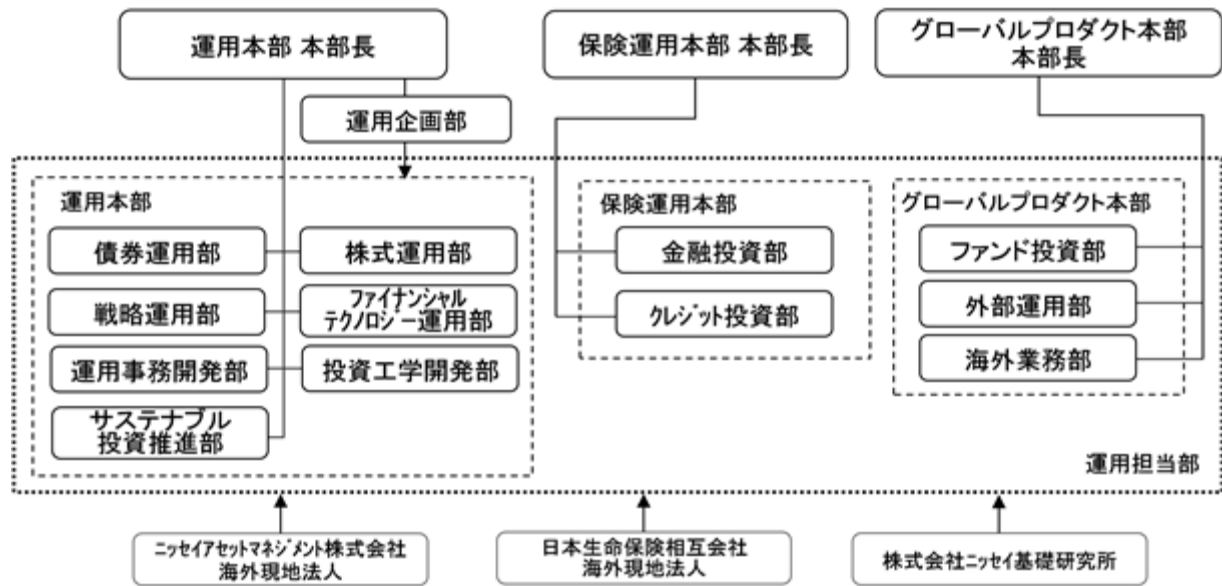 運用本部 本部長
保険運用本部 本部長
グローバルプロダクト本部
本部長
運用企画部
運用本部
債券運用部
株式運用部
戦略運用部
ファイナンシャル
テクノロジー運用部
運用事務開発部
投資工学開発部
サステナブル
投資推進部
保険運用本部
金融投資部
クレジット投資部
グローバルプロダクト本部
ファンド投資部
外部運用部
海外業務部
運用担当部
ニッセイアセットマネジメント株式会社
海外現地法人
日本生命保険相互会社
海外現地法人
株式会社ニッセイ基礎研究所